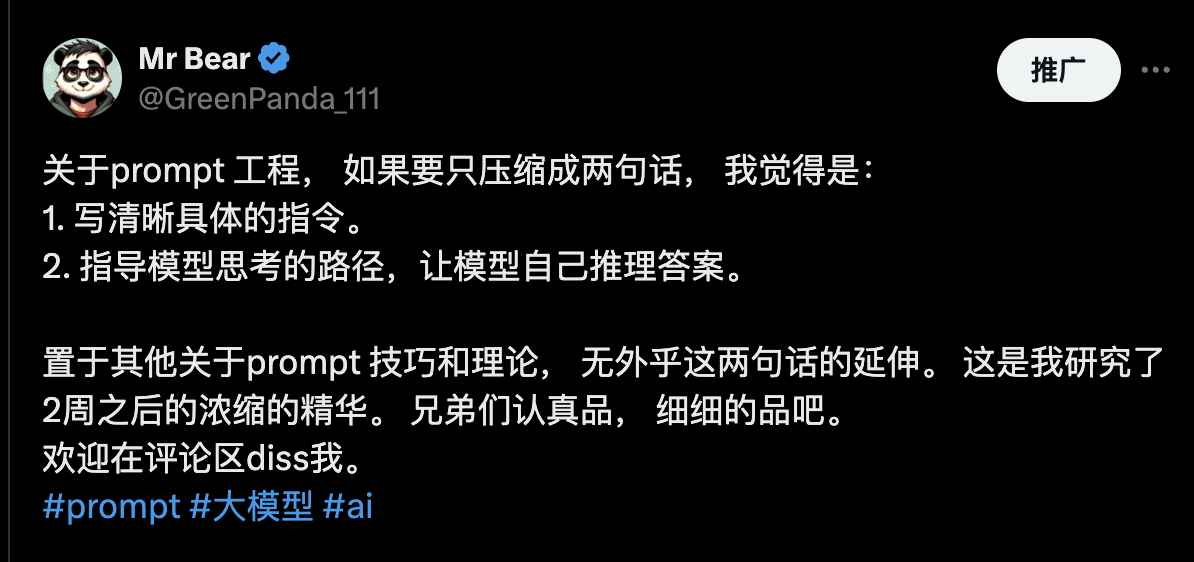 Mr Bear
@GreenPanda_111
推广
关于prompt 工程， 如果要只压缩成两句话， 我觉得是：
1. 写清晰具体的指令。
2. 指导模型思考的路径，让模型自己推理答案。
置于其他关于prompt 技巧和理论， 无外乎这两句话的延伸。 这是我研究了
2周之后的浓缩的精华。 兄弟们认真品， 细细的品吧。
欢迎在评论区diss我。
#prompt #大模型 #ai